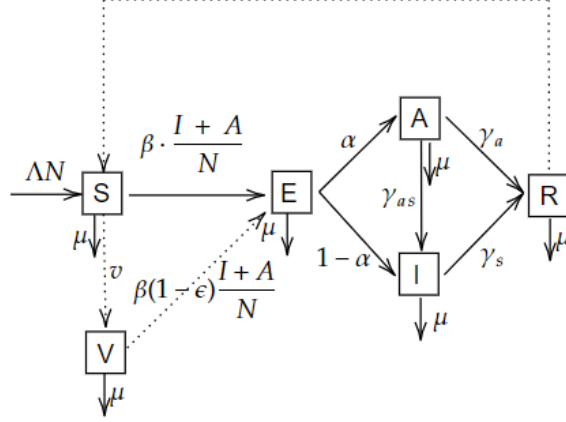 ΛN
S
μ
β · (I + A)/N
E
μ
α
1 − α
A
μ
γ_as
I
μ
γ_a
γ_s
R
μ
v
β(1 − ϵ) (I + A)/N
V
μ